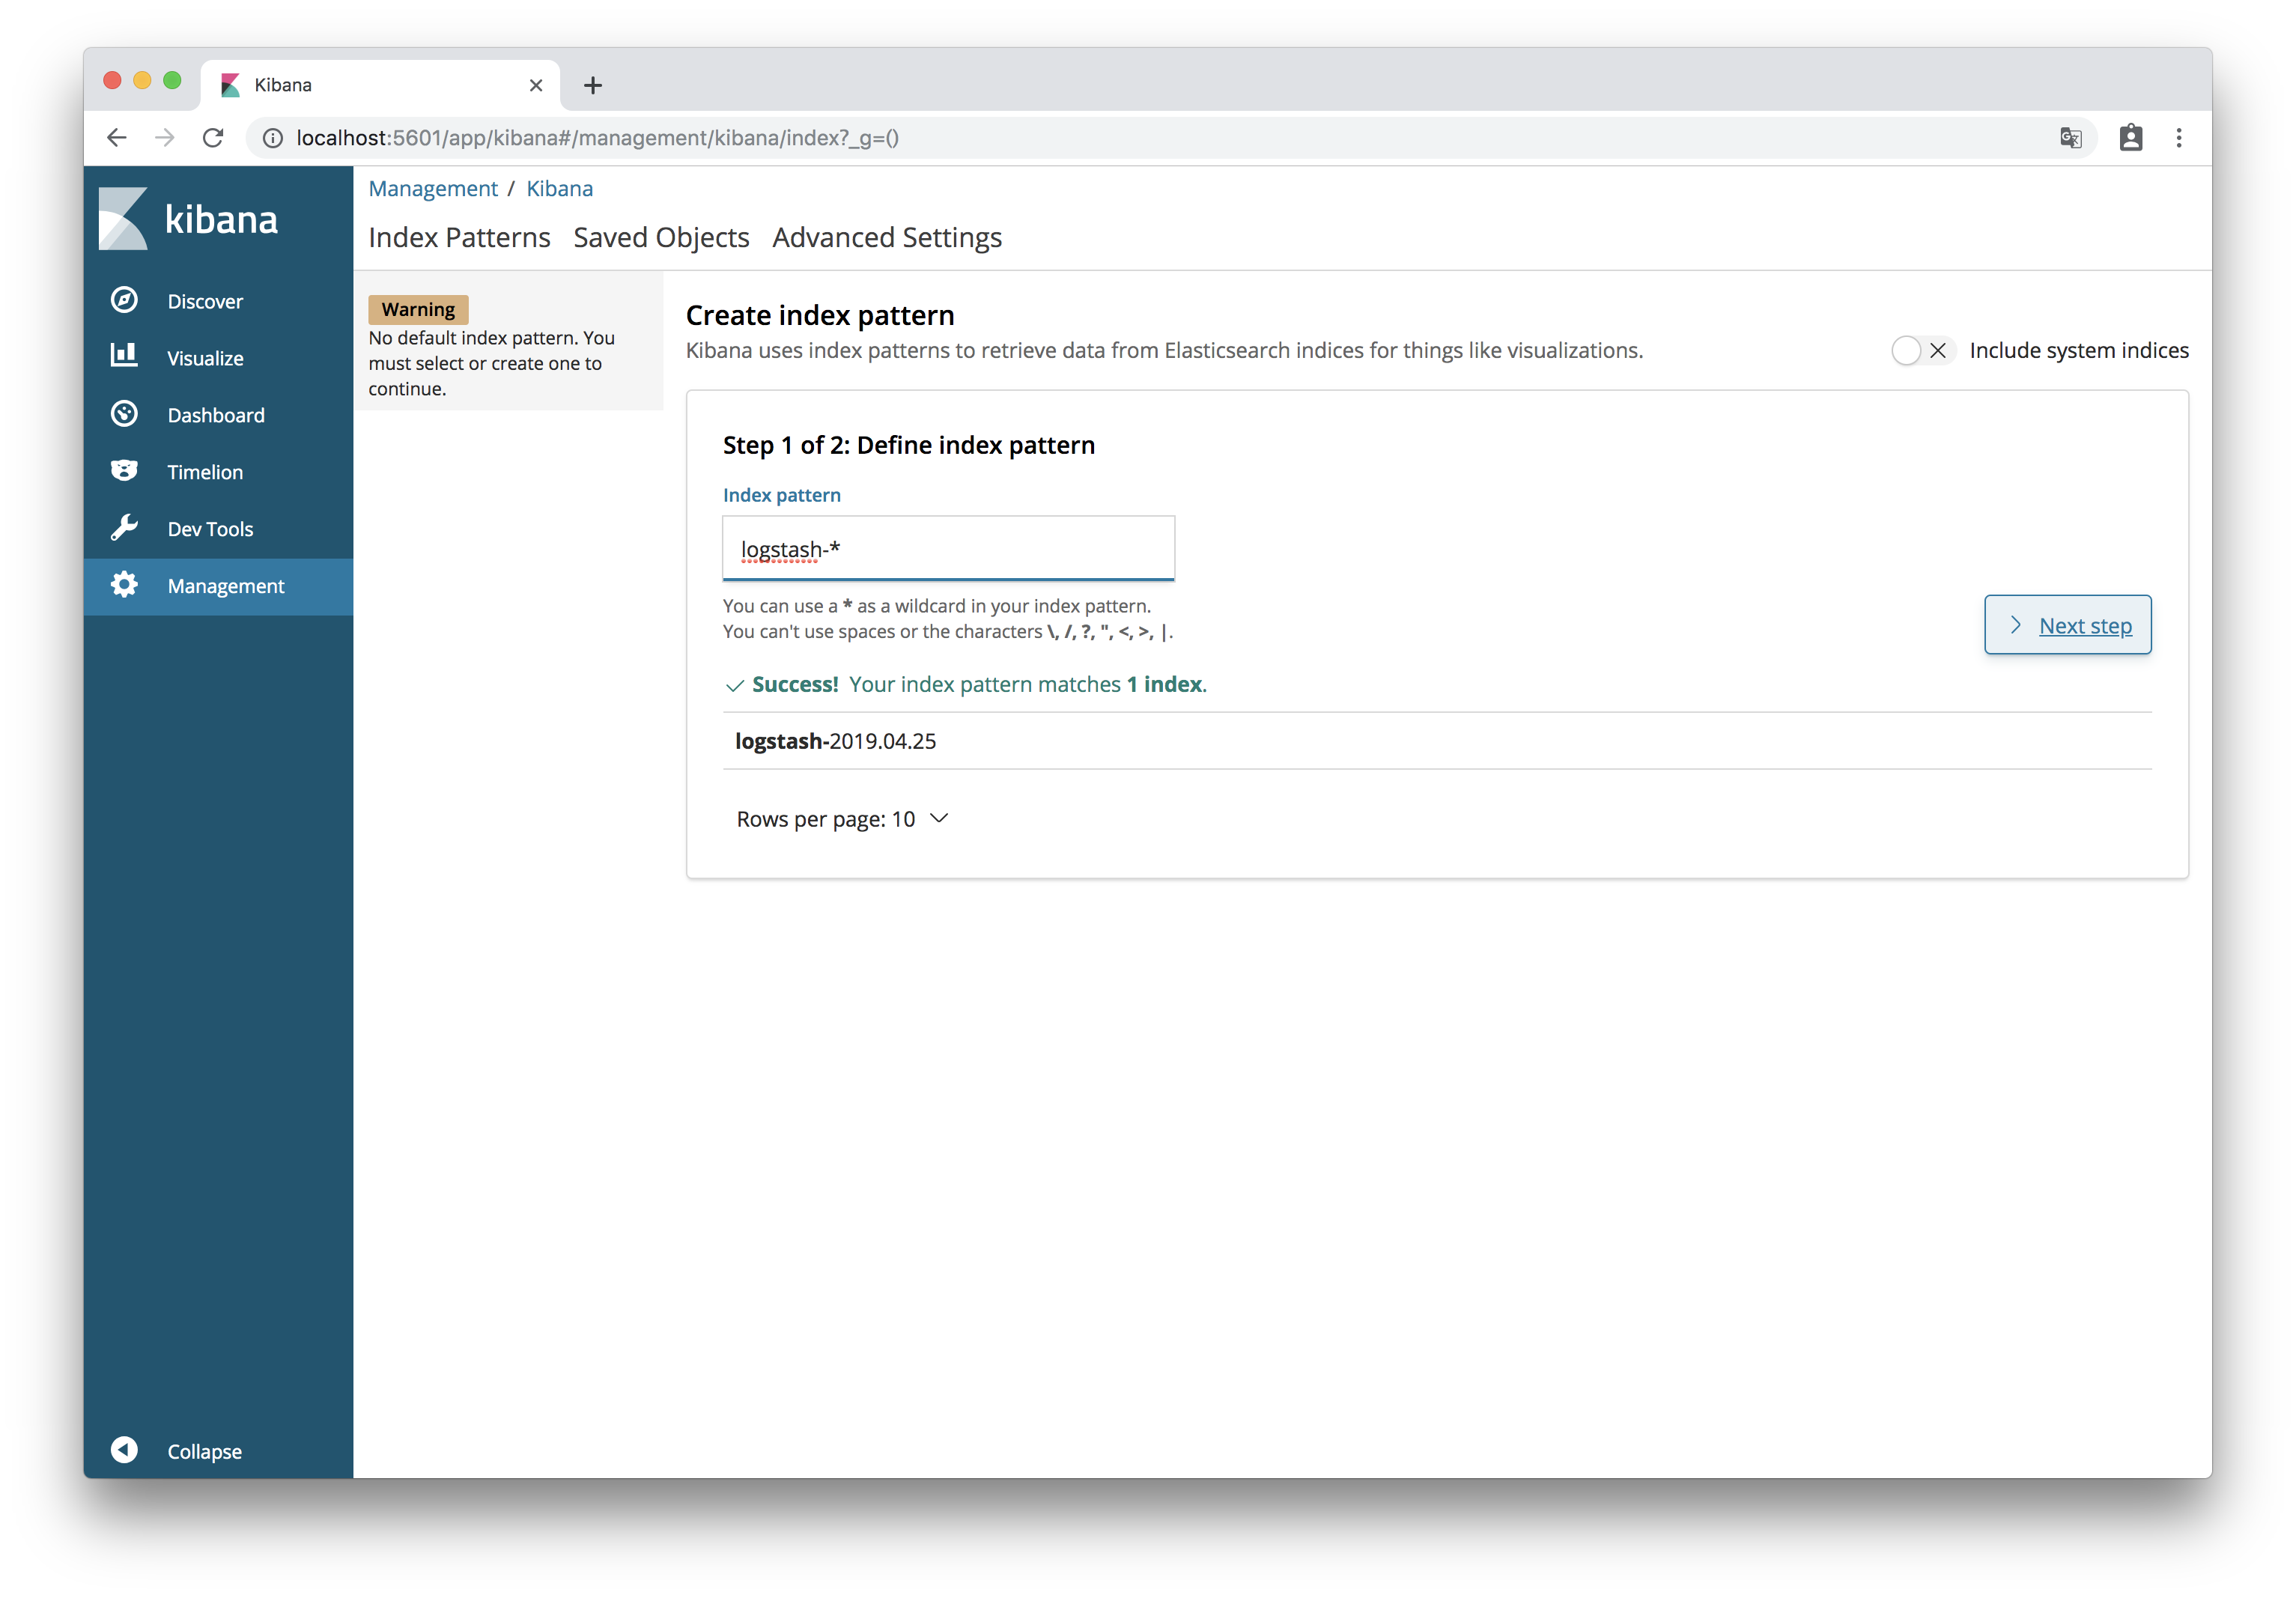 Kibana
localhost:5601/app/kibana#/management/kibana/index?_g=()
kibana
Discover
Visualize
Dashboard
Timelion
Dev Tools
Management
Collapse
Management / Kibana
Index Patterns Saved Objects Advanced Settings
Warning
No default index pattern. You
must select or create one to
continue.
Create index pattern
Kibana uses index patterns to retrieve data from Elasticsearch indices for things like visualizations.
Include system indices
Step 1 of 2: Define index pattern
Index pattern
logstash-*
You can use a * as a wildcard in your index pattern.
You can't use spaces or the characters \, /, ?, ", <, >, |.
Next step
Success! Your index pattern matches 1 index.
logstash-2019.04.25
Rows per page: 10